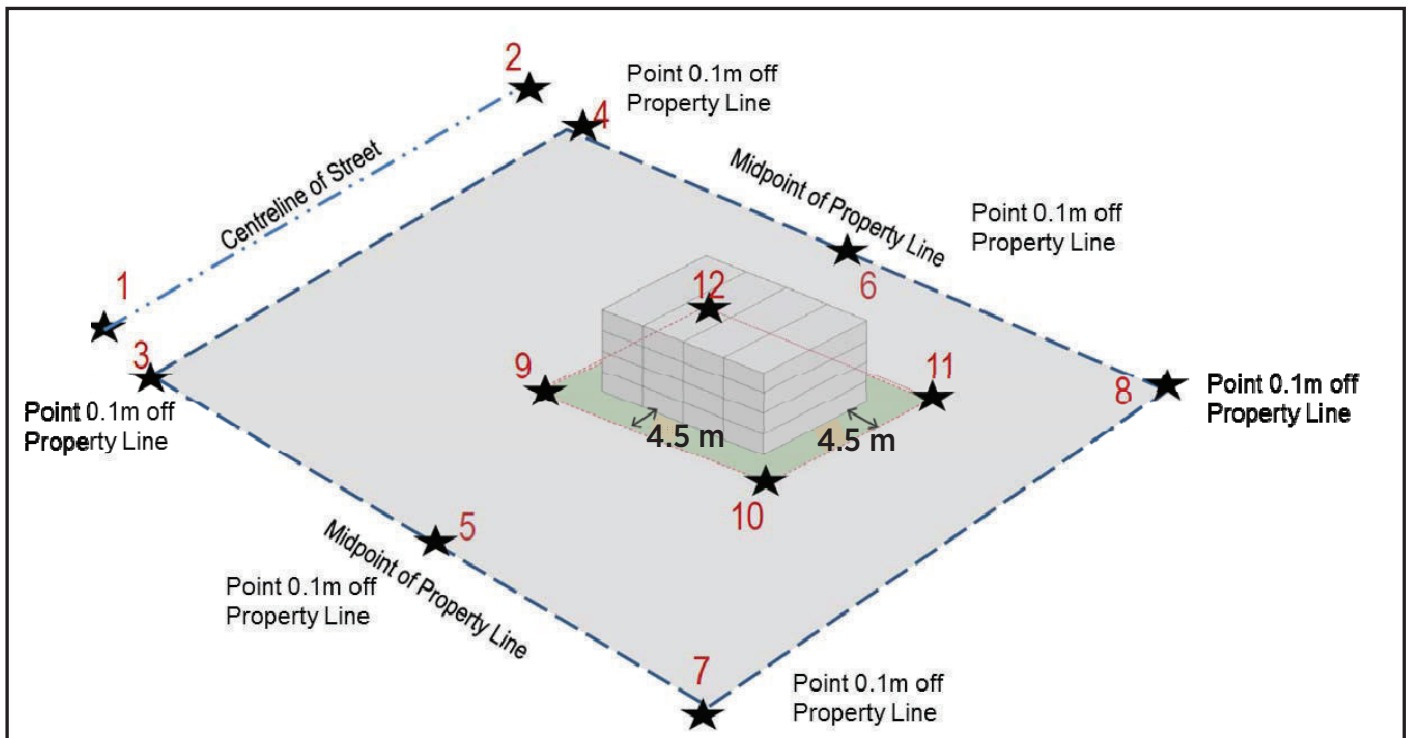 2
Point 0.1m off
Property Line
4
Centreline of Street
Midpoint of Property Line
Point 0.1m off
Property Line
1
6
12
3
9
11
8
Point 0.1m off
Property Line
Point 0.1m off
Property Line
4.5 m
4.5 m
10
5
Midpoint of Property Line
Point 0.1m off
Property Line
7
Point 0.1m off
Property Line